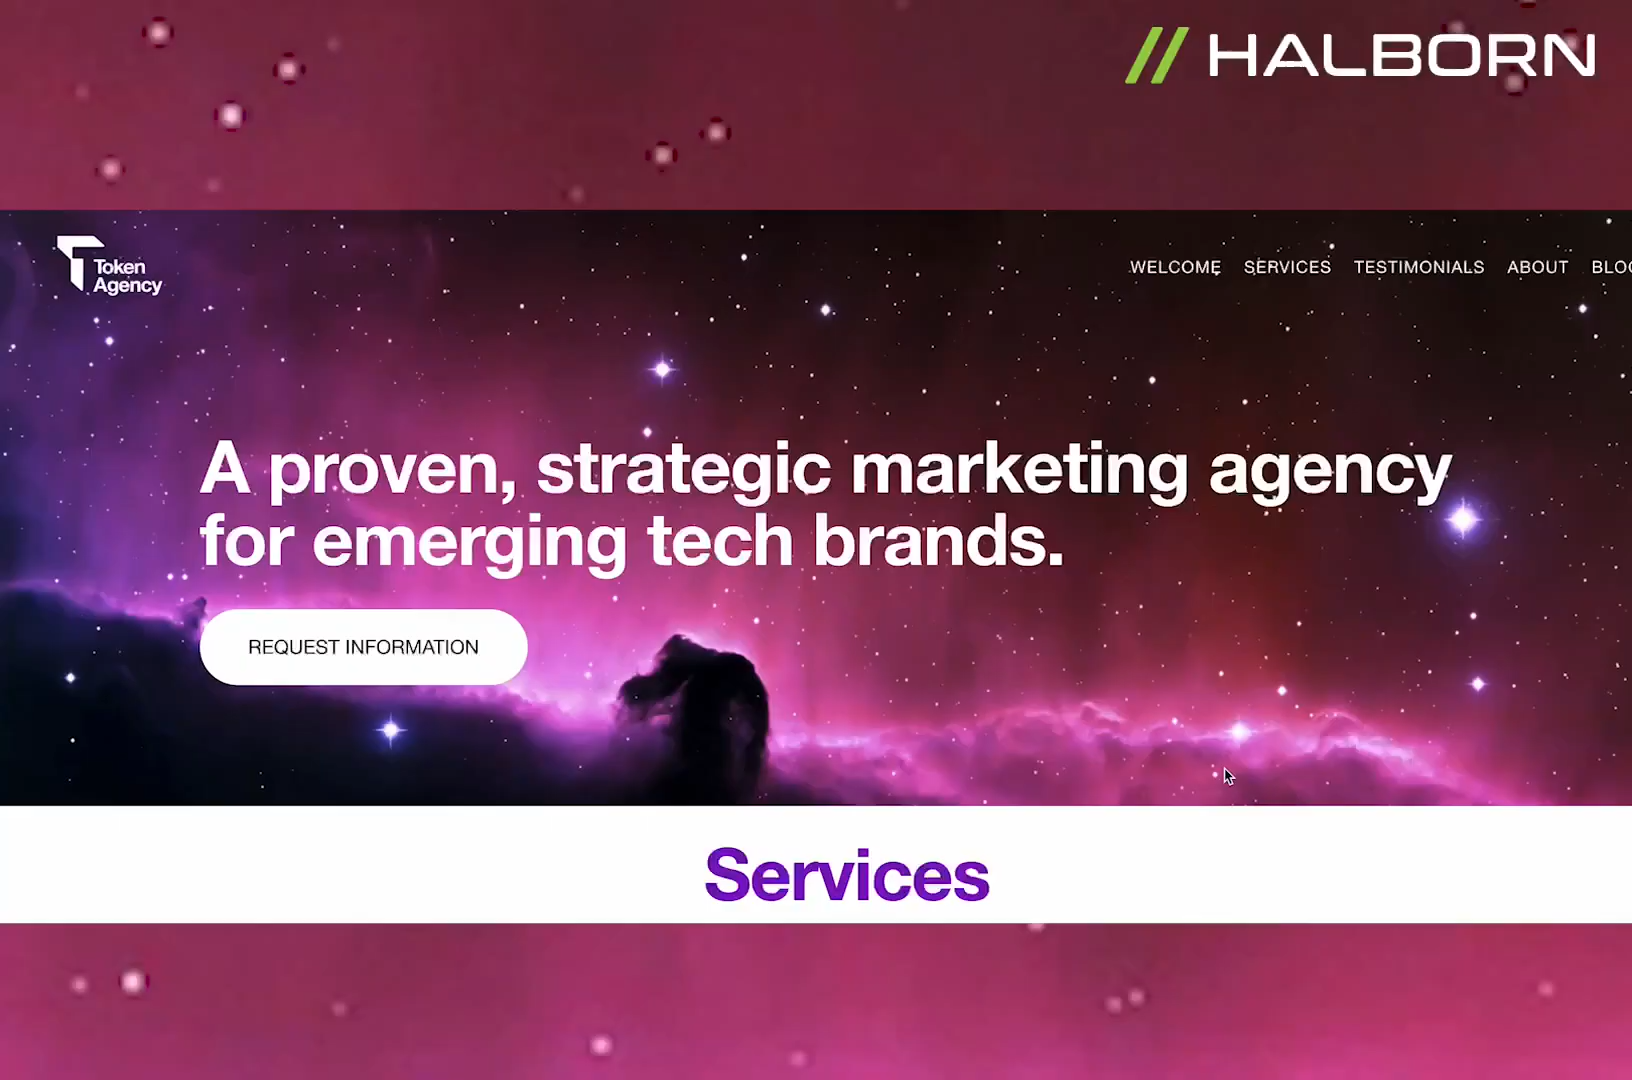 // HALBORN
Token
Agency
WELCOME SERVICES TESTIMONIALS ABOUT
A proven, strategic marketing agency
for emerging tech brands.
REQUEST INFORMATION
Services